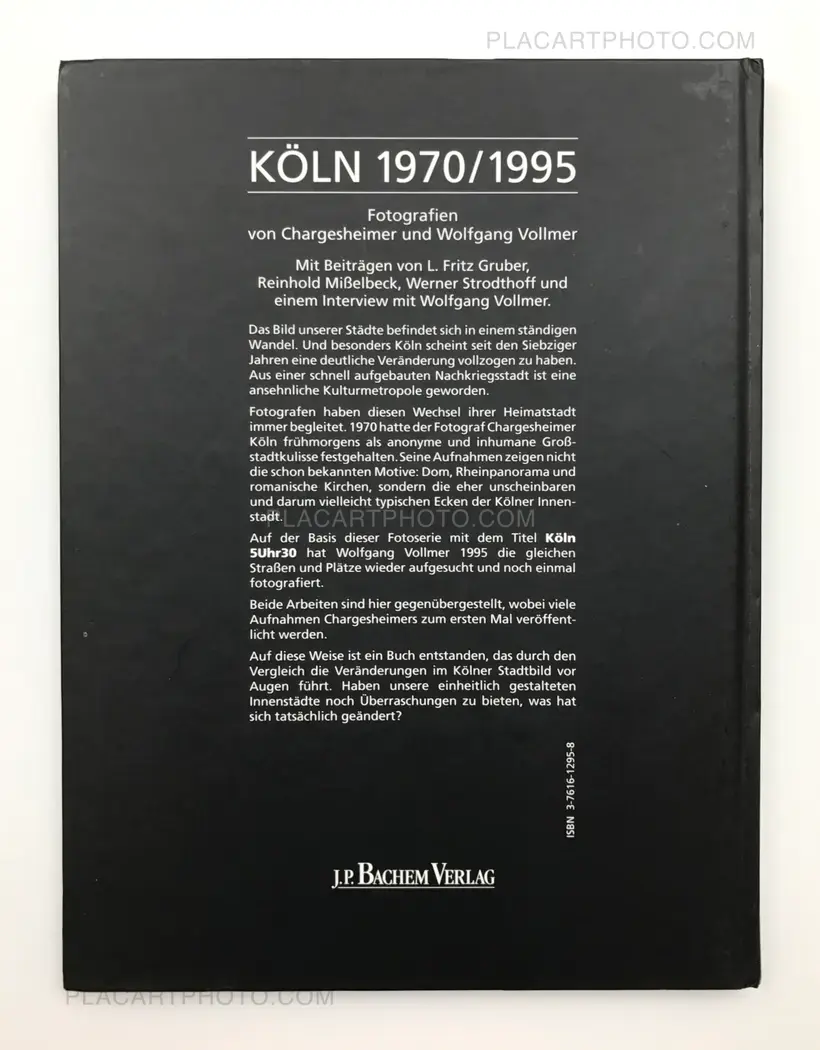 PLACARTPHOTO.COM
KÖLN 1970/1995
Fotografien
von Chargesheimer und Wolfgang Vollmer
Mit Beiträgen von L. Fritz Gruber,
Reinhold Mißelbeck, Werner Strodthoff und
einem Interview mit Wolfgang Vollmer.
Das Bild unserer Städte befindet sich in einem ständigen
Wandel. Und besonders Köln scheint seit den Siebziger
Jahren eine deutliche Veränderung vollzogen zu haben.
Aus einer schnell aufgebauten Nachkriegsstadt ist eine
ansehnliche Kulturmetropole geworden.
Fotografen haben diesen Wechsel ihrer Heimatstadt
immer begleitet. 1970 hatte der Fotograf Chargesheimer
Köln frühmorgens als anonyme und inhumane Groß-
stadtkulisse festgehalten. Seine Aufnahmen zeigen nicht
die schon bekannten Motive: Dom, Rheinpanorama und
romanische Kirchen, sondern die eher unscheinbaren
und darum vielleicht typischen Ecken der Kölner Innen-
stadt.
PLACARTPHOTO.COM
Auf der Basis dieser Fotoserie mit dem Titel Köln
5Uhr30 hat Wolfgang Vollmer 1995 die gleichen
Straßen und Plätze wieder aufgesucht und noch einmal
fotografiert.
Beide Arbeiten sind hier gegenübergestellt, wobei viele
Aufnahmen Chargesheimers zum ersten Mal veröffent-
licht werden.
Auf diese Weise ist ein Buch entstanden, das durch den
Vergleich die Veränderungen im Kölner Stadtbild vor
Augen führt. Haben unsere einheitlich gestalteten
Innenstädte noch Überraschungen zu bieten, was hat
sich tatsächlich geändert?
ISBN 3-7616-1295-8
J.P. BACHEM VERLAG
PLACARTPHOTO.COM